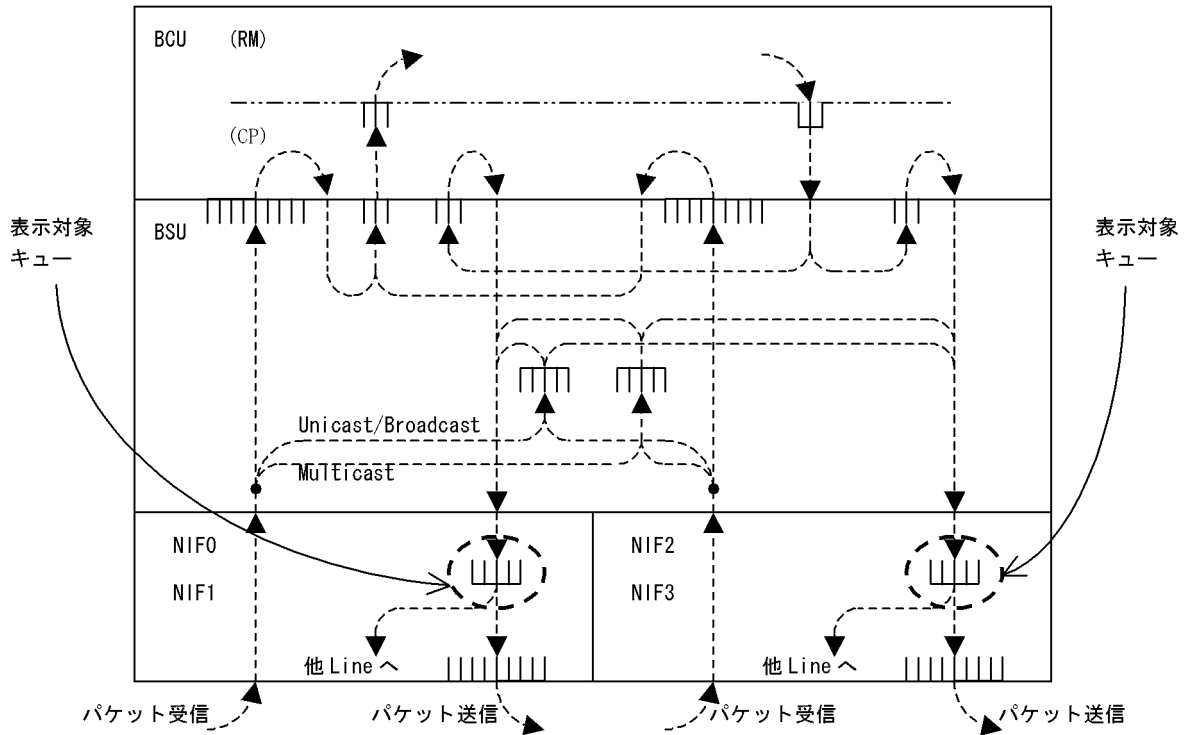 BCU (RM)
(CP)
表示対象
キュー
BSU
表示対象
キュー
Unicast/Broadcast
Multicast
NIF0
NIF1
NIF2
NIF3
他Lineへ
他Lineへ
パケット受信
パケット送信
パケット受信
パケット送信